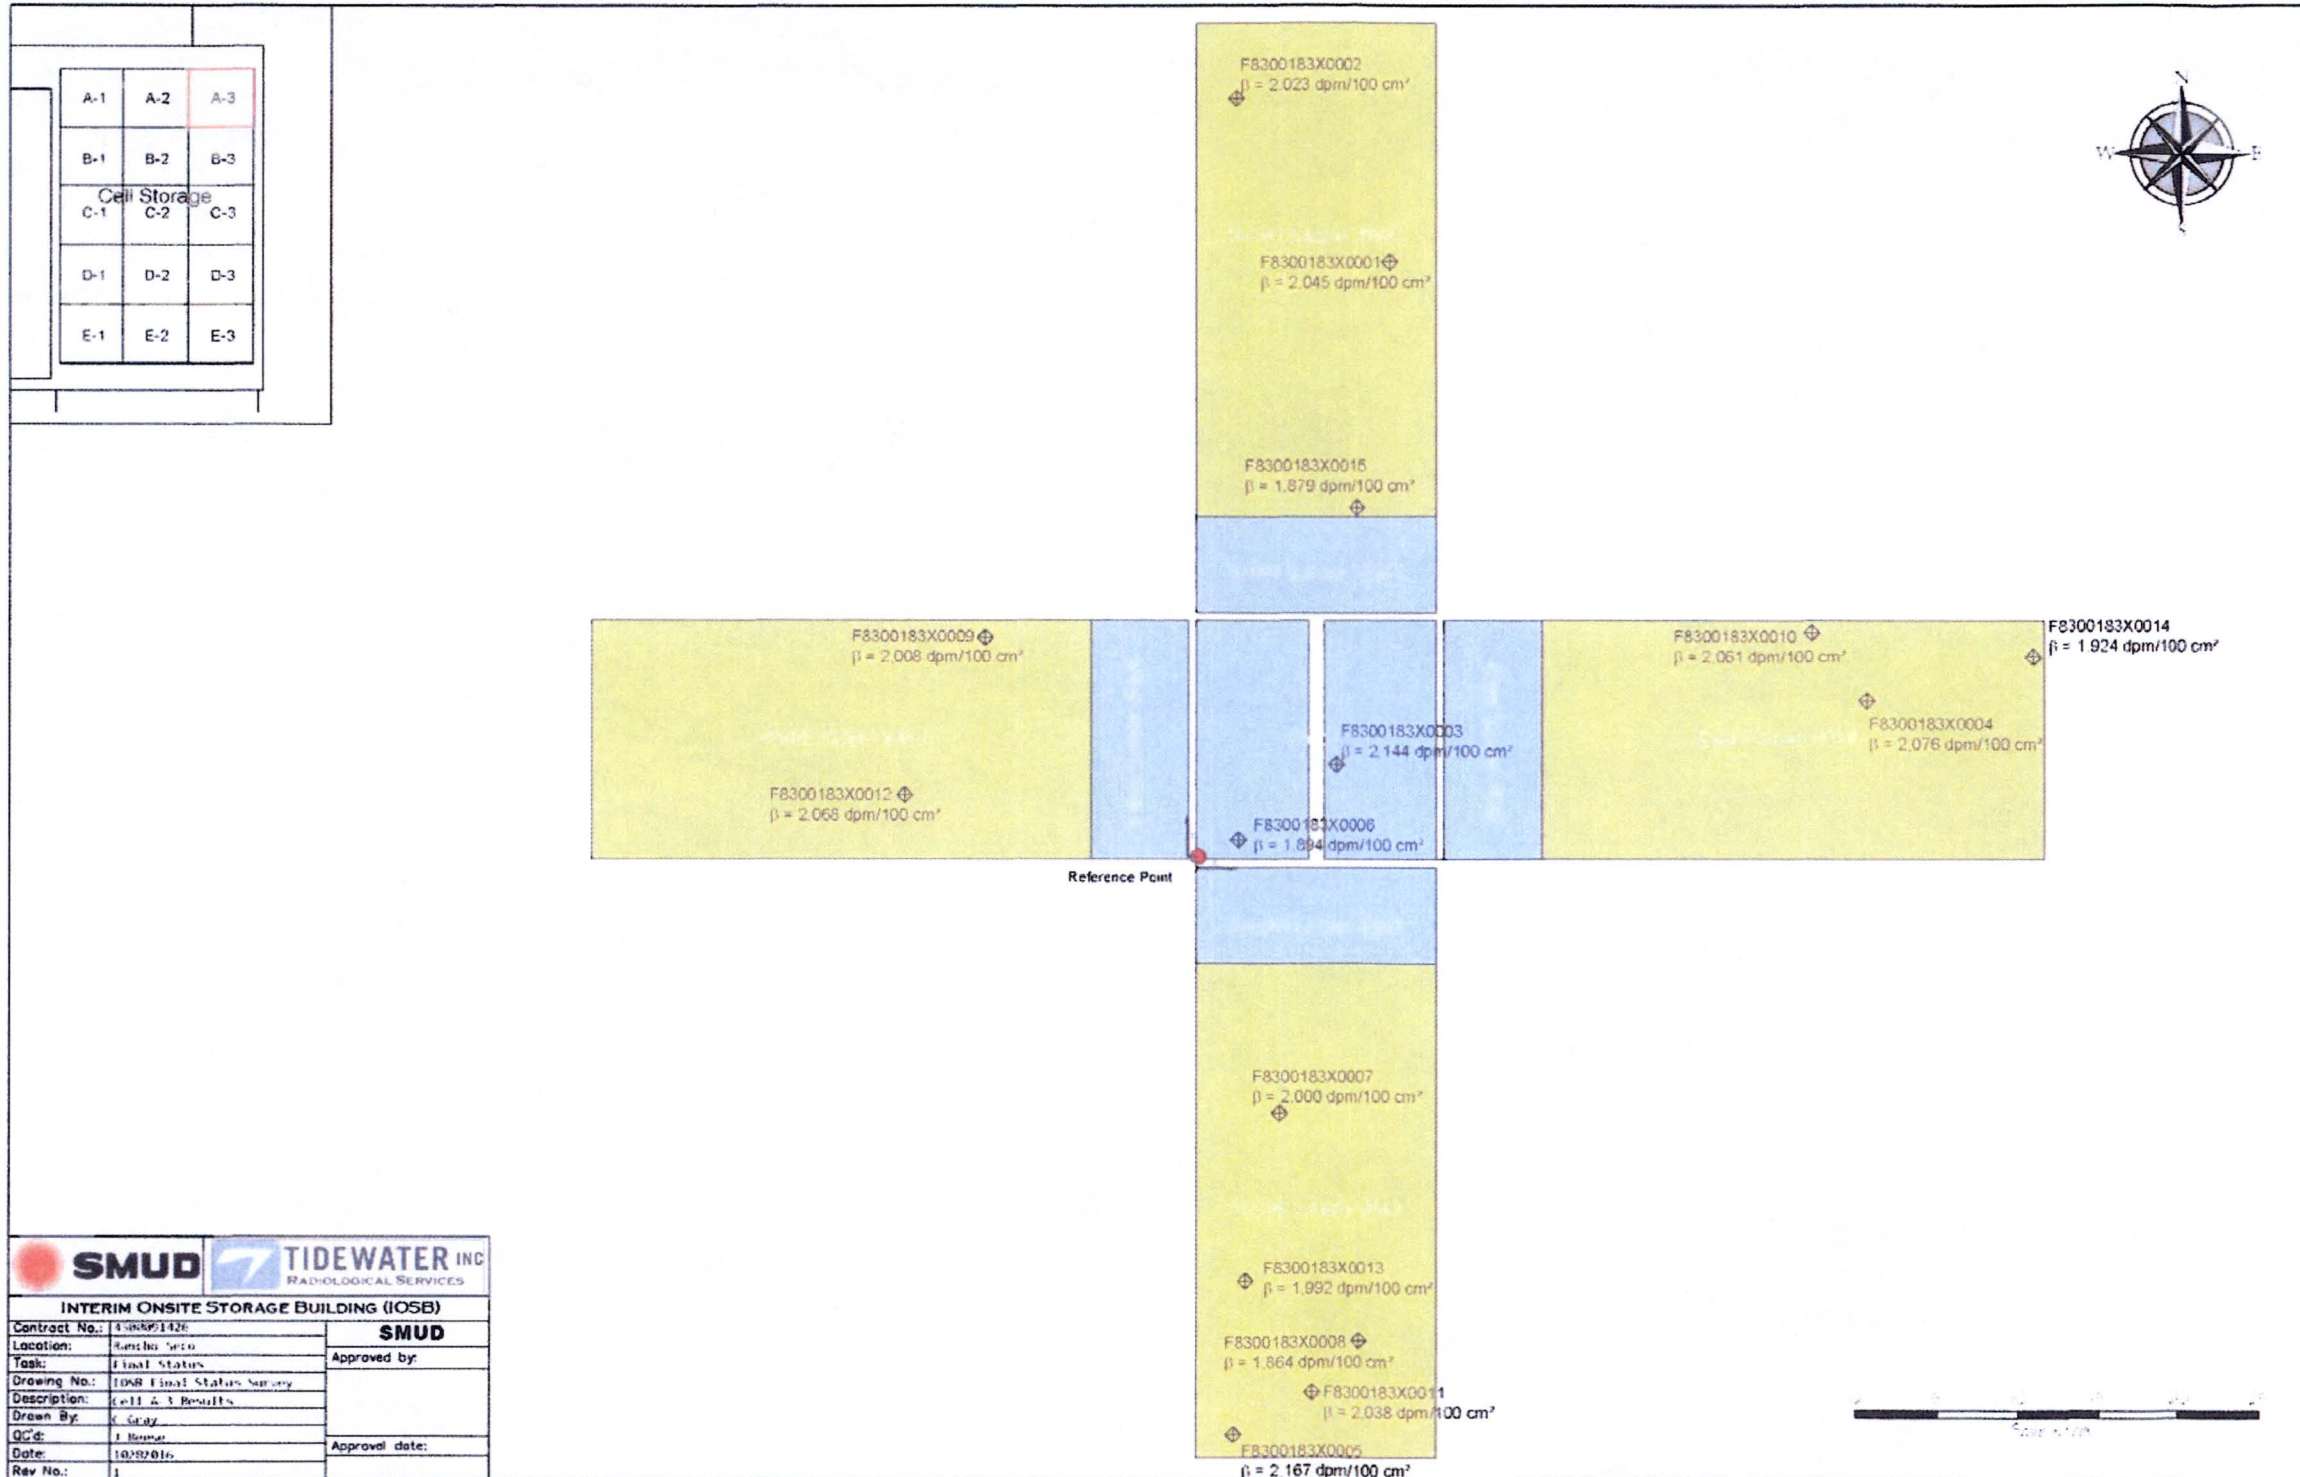 A-1 A-2 A-3
B-1 B-2 B-3
Cell Storage
C-1 C-2 C-3
D-1 D-2 D-3
E-1 E-2 E-3
N
W E
S
F8300183X0002
β = 2,023 dpm/100 cm²
F8300183X0001
β = 2,045 dpm/100 cm²
F8300183X0015
β = 1,879 dpm/100 cm²
F8300183X0009
β = 2,008 dpm/100 cm²
F8300183X0012
β = 2,068 dpm/100 cm²
F8300183X0003
β = 2,144 dpm/100 cm²
F8300183X0006
β = 1,894 dpm/100 cm²
F8300183X0010
β = 2,061 dpm/100 cm²
F8300183X0014
β = 1,924 dpm/100 cm²
F8300183X0004
β = 2,076 dpm/100 cm²
Reference Point
F8300183X0007
β = 2,000 dpm/100 cm²
F8300183X0013
β = 1,992 dpm/100 cm²
F8300183X0008
β = 1,864 dpm/100 cm²
F8300183X0011
β = 2,038 dpm/100 cm²
F8300183X0005
β = 2,167 dpm/100 cm²
SMUD
TIDEWATER INC
RADIOLOGICAL SERVICES
INTERIM ONSITE STORAGE BUILDING (IOSB)
Contract No.:
SMUD
Location: Rancho Seco
Task: Final Status
Approved by:
Drawing No.: IOSB Final Status Survey
Description: Cell A-3 Results
Drawn By: C Gray
QC'd:
Date: 10282016
Approval date:
Rev No.: 1